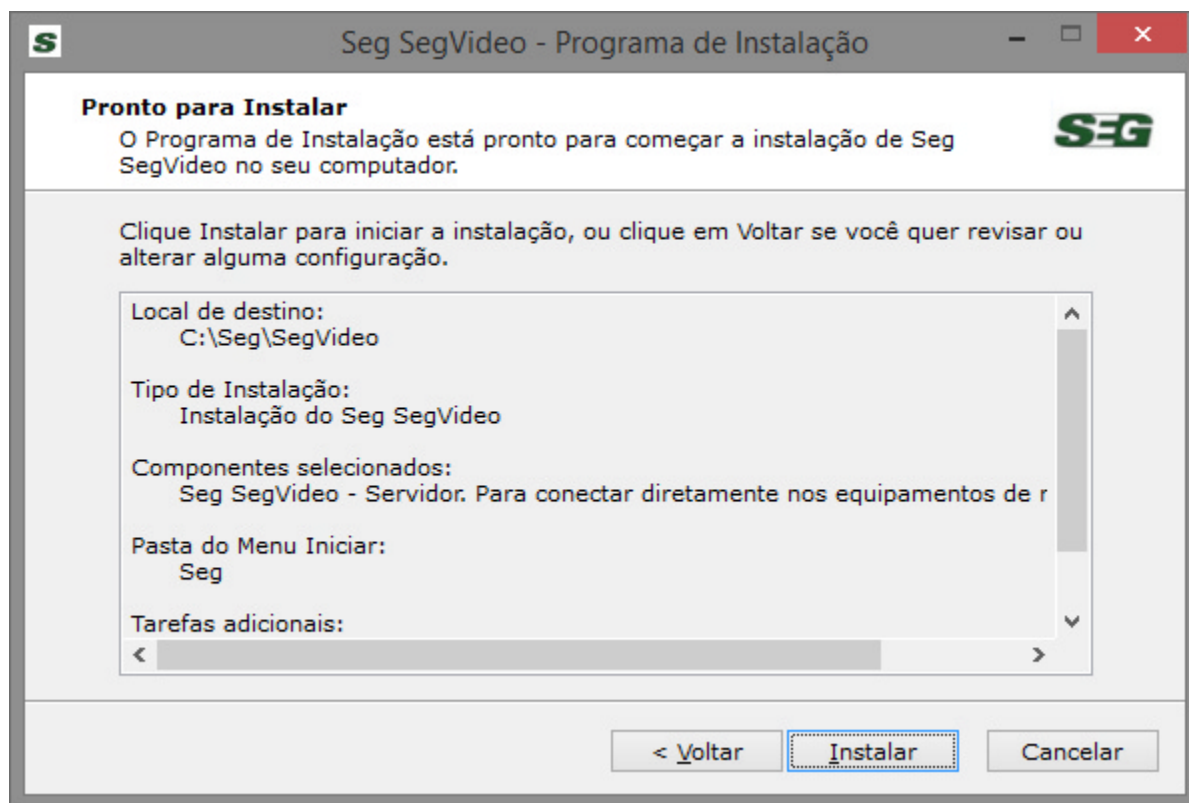 S
Seg SegVideo - Programa de Instalação
Pronto para Instalar
O Programa de Instalação está pronto para começar a instalação de Seg
SegVideo no seu computador.
SEG
Clique Instalar para iniciar a instalação, ou clique em Voltar se você quer revisar ou
alterar alguma configuração.
Local de destino:
C:\Seg\SegVideo
Tipo de Instalação:
Instalação do Seg SegVideo
Componentes selecionados:
Seg SegVideo - Servidor. Para conectar diretamente nos equipamentos de
Pasta do Menu Iniciar:
Seg
Tarefas adicionais:
< Voltar
Instalar
Cancelar